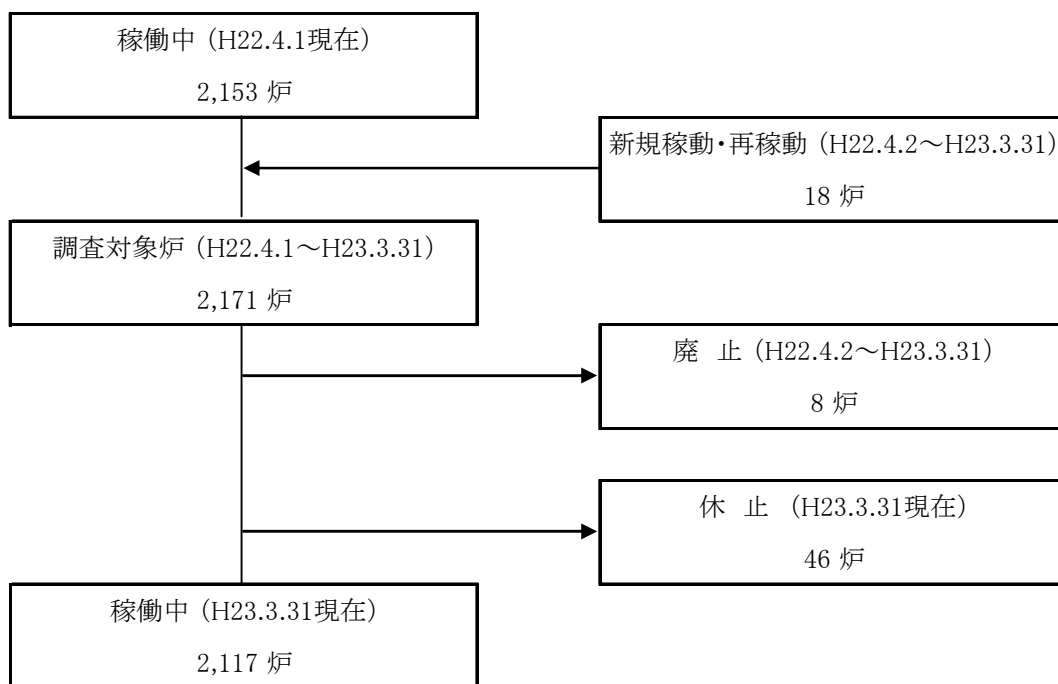 稼働中（H22.4.1現在）
2,153 炉
新規稼動・再稼動（H22.4.2～H23.3.31）
18 炉
調査対象炉（H22.4.1～H23.3.31）
2,171 炉
廃 止（H22.4.2～H23.3.31）
8 炉
休 止 （H23.3.31現在）
46 炉
稼働中（H23.3.31現在）
2,117 炉